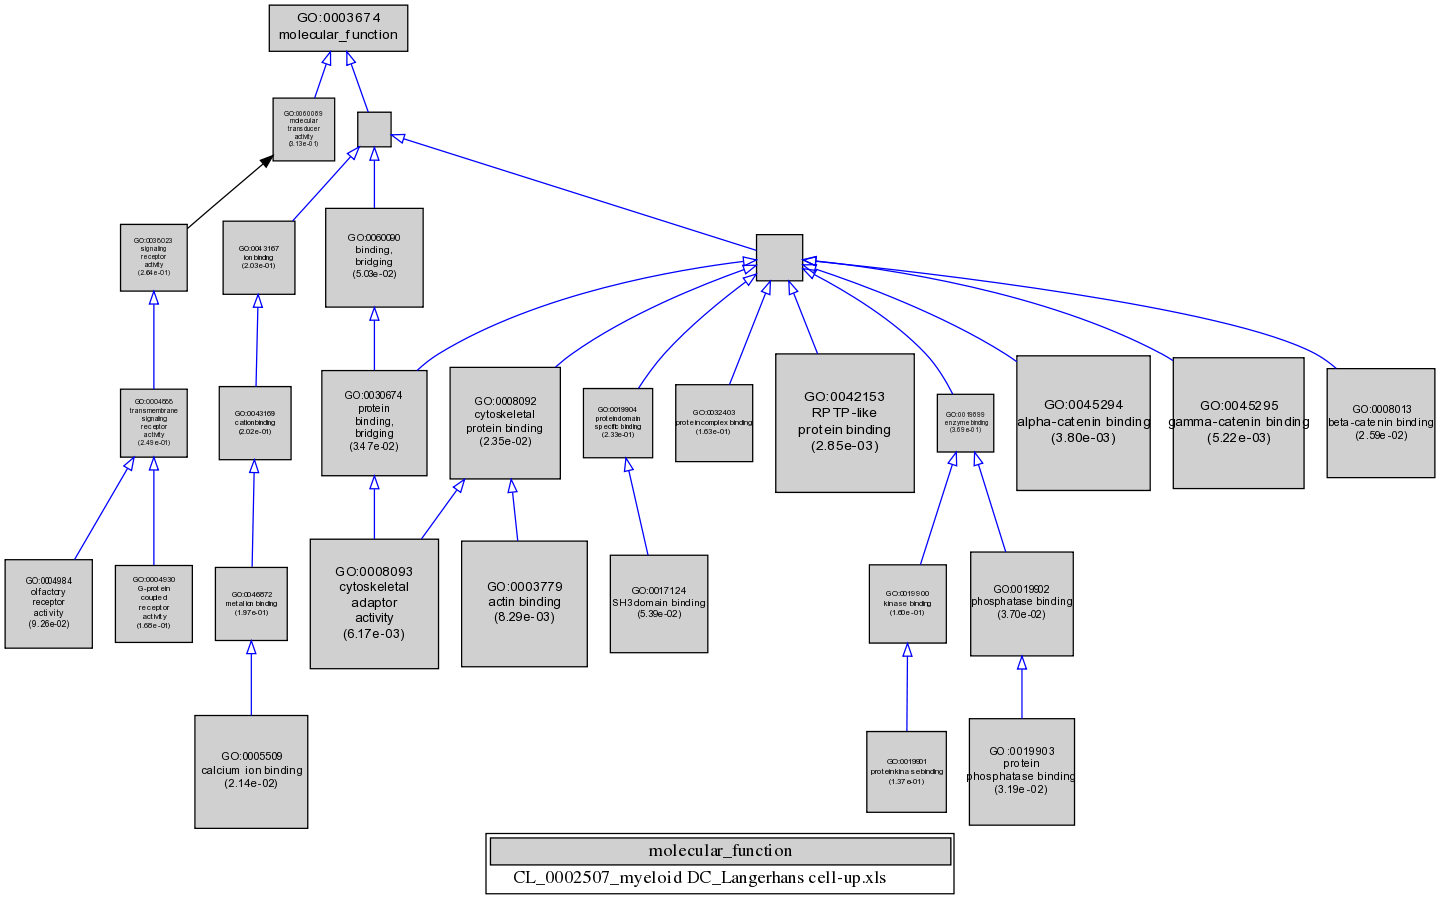 GO:0003674
molecular_function
GO:0060089
molecular
transducer
activity
(3.13e-01)
GO:0038023
signaling
receptor
activity
(2.64e-01)
GO:0043167
ion binding
(2.03e-01)
GO:0060090
binding,
bridging
(5.03e-02)
GO:0004888
transmembrane
signaling
receptor
activity
(2.49e-01)
GO:0043169
cation binding
(2.02e-01)
GO:0030674
protein
binding,
bridging
(3.47e-02)
GO:0008092
cytoskeletal
protein binding
(2.35e-02)
GO:0019904
protein domain
specific binding
(2.33e-01)
GO:0032403
protein complex binding
(1.63e-01)
GO:0042153
RPTP-like
protein binding
(2.85e-03)
GO:0019899
enzyme binding
(3.69e-01)
GO:0045294
alpha-catenin binding
(3.80e-03)
GO:0045295
gamma-catenin binding
(5.22e-03)
GO:0008013
beta-catenin binding
(2.59e-02)
GO:0004984
olfactory
receptor
activity
(9.26e-02)
GO:0004930
G-protein
coupled
receptor
activity
(1.68e-01)
GO:0046872
metal ion binding
(1.97e-01)
GO:0008093
cytoskeletal
adaptor
activity
(6.17e-03)
GO:0003779
actin binding
(8.29e-03)
GO:0017124
SH3 domain binding
(5.39e-02)
GO:0019900
kinase binding
(1.60e-01)
GO:0019902
phosphatase binding
(3.70e-02)
GO:0005509
calcium ion binding
(2.14e-02)
GO:0019901
protein kinase binding
(1.37e-01)
GO:0019903
protein
phosphatase binding
(3.19e-02)
molecular_function
CL_0002507_myeloid DC_Langerhans cell-up.xls